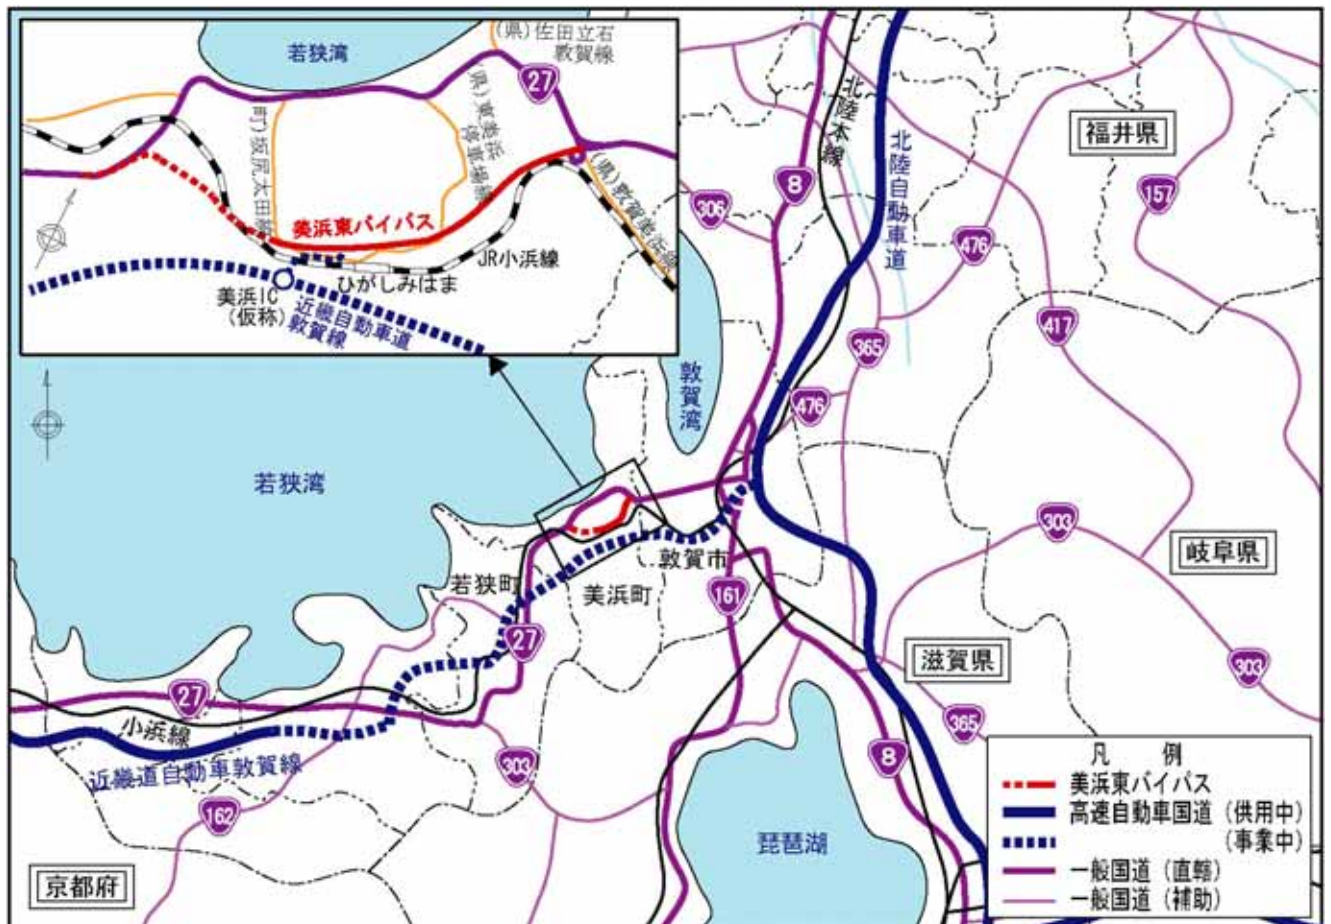 若狭湾
(県)佐田立石
敦賀線
27
(県)東美浜
停車場線
町)坂尻太田線
(県)敦賀美浜線
美浜東バイパス
JR小浜線
ひがしみはま
美浜IC
(仮称)
近畿自動車道
敦賀線
北陸本線
北陸自動車道
福井県
8
157
306
476
417
365
敦賀湾
476
若狭湾
303
岐阜県
敦賀市
若狭町
美浜町
161
27
滋賀県
303
27
小浜線
近畿道自動車敦賀線
303
365
8
162
琵琶湖
京都府
凡 例
美浜東バイパス
高速自動車国道(供用中)
(事業中)
一般国道(直轄)
一般国道(補助)